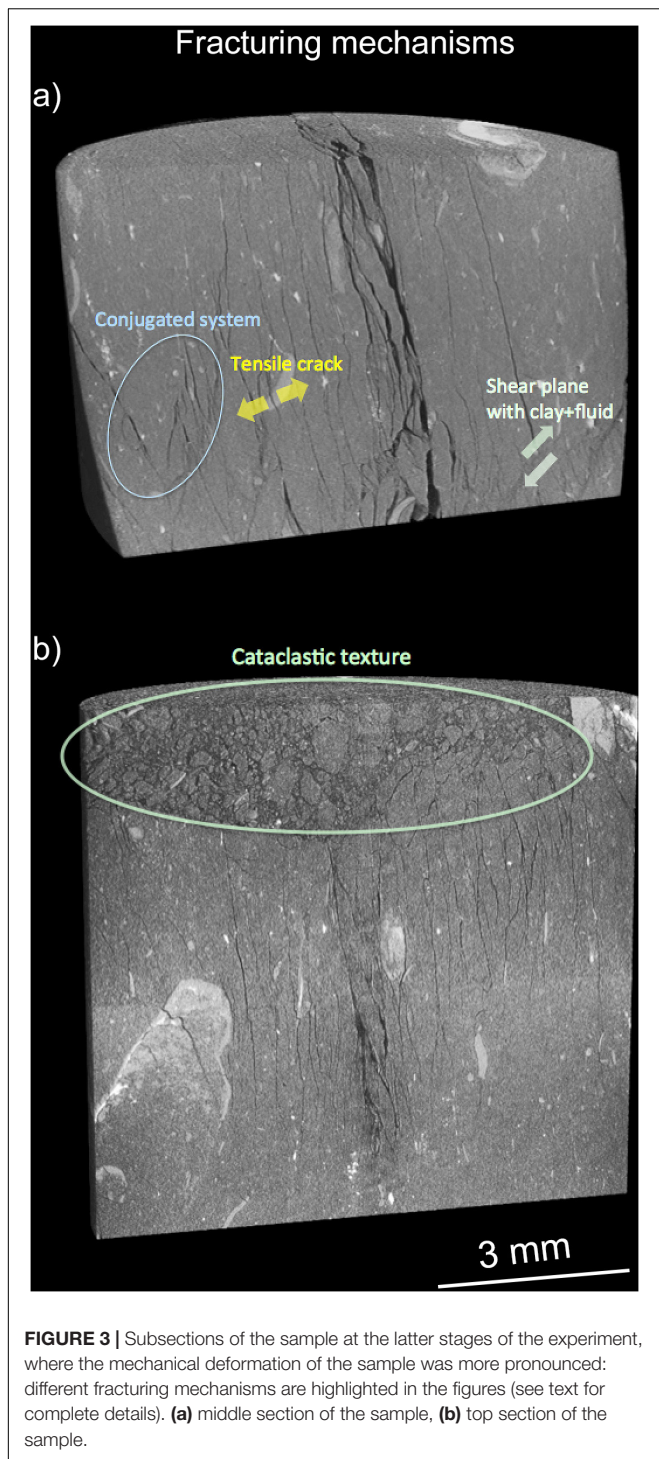 Fracturing mechanisms
a)
Conjugated system
Tensile crack
Shear plane
with clay+fluid
b)
Cataclastic texture
3 mm
FIGURE 3 | Subsections of the sample at the latter stages of the experiment,
where the mechanical deformation of the sample was more pronounced:
different fracturing mechanisms are highlighted in the figures (see text for
complete details). (a) middle section of the sample, (b) top section of the
sample.